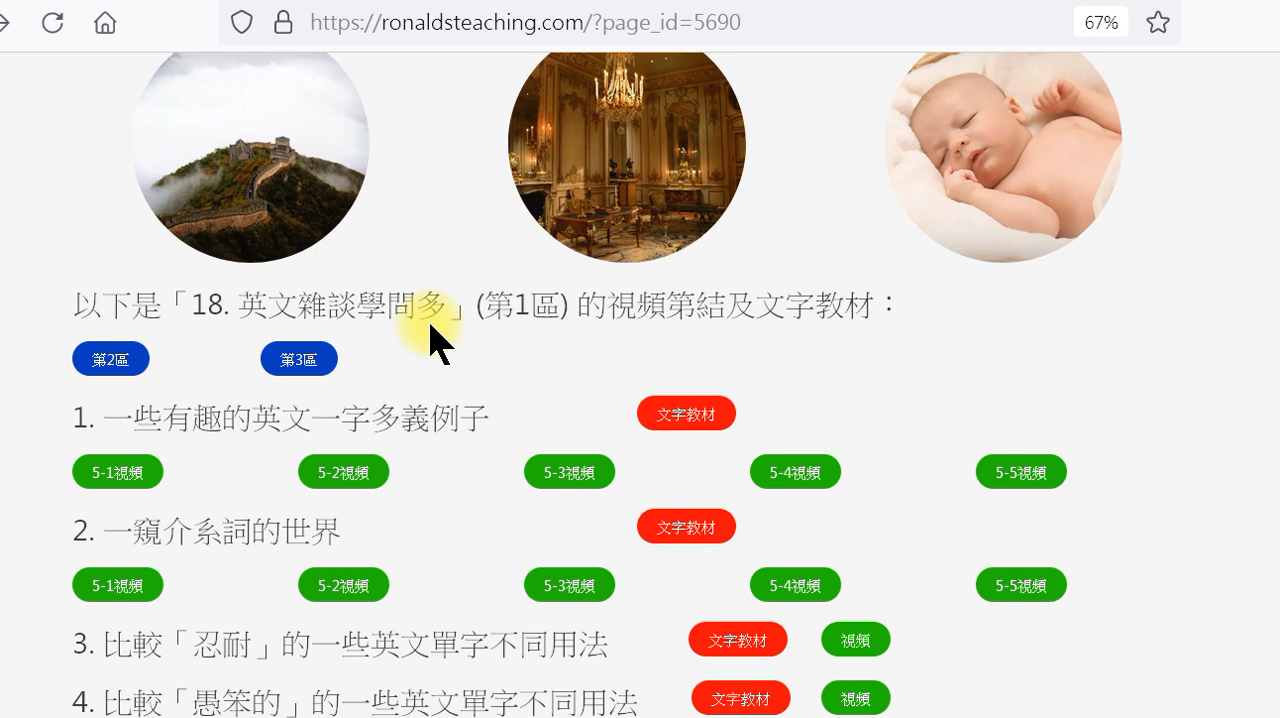 https://ronaldsteaching.com/?page_id=5690 67%
以下是「18. 英文雜談學問多」(第1區) 的視頻第結及文字教材：
第2區 第3區
1. 一些有趣的英文一字多義例子 文字教材
5-1視頻 5-2視頻 5-3視頻 5-4視頻 5-5視頻
2. 一窺介系詞的世界 文字教材
5-1視頻 5-2視頻 5-3視頻 5-4視頻 5-5視頻
3. 比較「忍耐」的一些英文單字不同用法 文字教材 視頻
4. 比較「愚笨的」的一些英文單字不同用法 文字教材 視頻